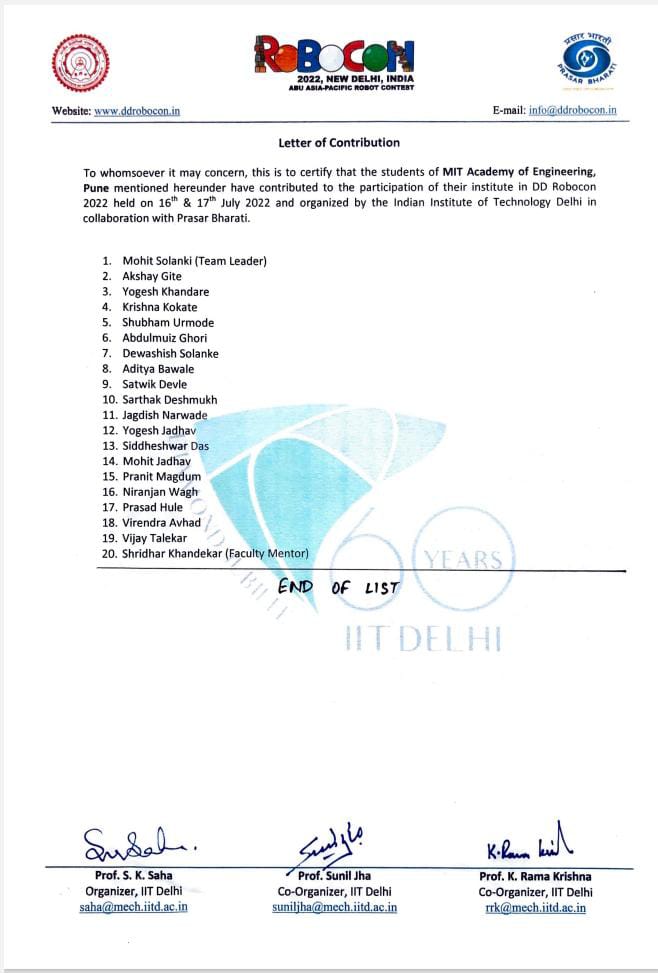 ROBOCON
2022, NEW DELHI, INDIA
ABU ASIA-PACIFIC ROBOT CONTEST
प्रसार भारती
PRASAR BHARATI
Website: www.ddrobocon.in
E-mail: info@ddrobocon.in
Letter of Contribution
To whomsoever it may concern, this is to certify that the students of MIT Academy of Engineering,
Pune mentioned hereunder have contributed to the participation of their institute in DD Robocon
2022 held on 16th & 17th July 2022 and organized by the Indian Institute of Technology Delhi in
collaboration with Prasar Bharati.
1. Mohit Solanki (Team Leader)
2. Akshay Gite
3. Yogesh Khandare
4. Krishna Kokate
5. Shubham Urmode
6. Abdulmuiz Ghori
7. Dewashish Solanke
8. Aditya Bawale
9. Satwik Devle
10. Sarthak Deshmukh
11. Jagdish Narwade
12. Yogesh Jadhav
13. Siddheshwar Das
14. Mohit Jadhav
15. Pranit Magdum
16. Niranjan Wagh
17. Prasad Hule
18. Virendra Avhad
19. Vijay Talekar
20. Shridhar Khandekar (Faculty Mentor)
END OF LIST
60 YEARS
IIT DELHI
K. Rama
Prof. S. K. Saha
Organizer, IIT Delhi
saha@mech.iitd.ac.in
Prof. Sunil Jha
Co-Organizer, IIT Delhi
suniljha@mech.iitd.ac.in
Prof. K. Rama Krishna
Co-Organizer, IIT Delhi
rrk@mech.iitd.ac.in